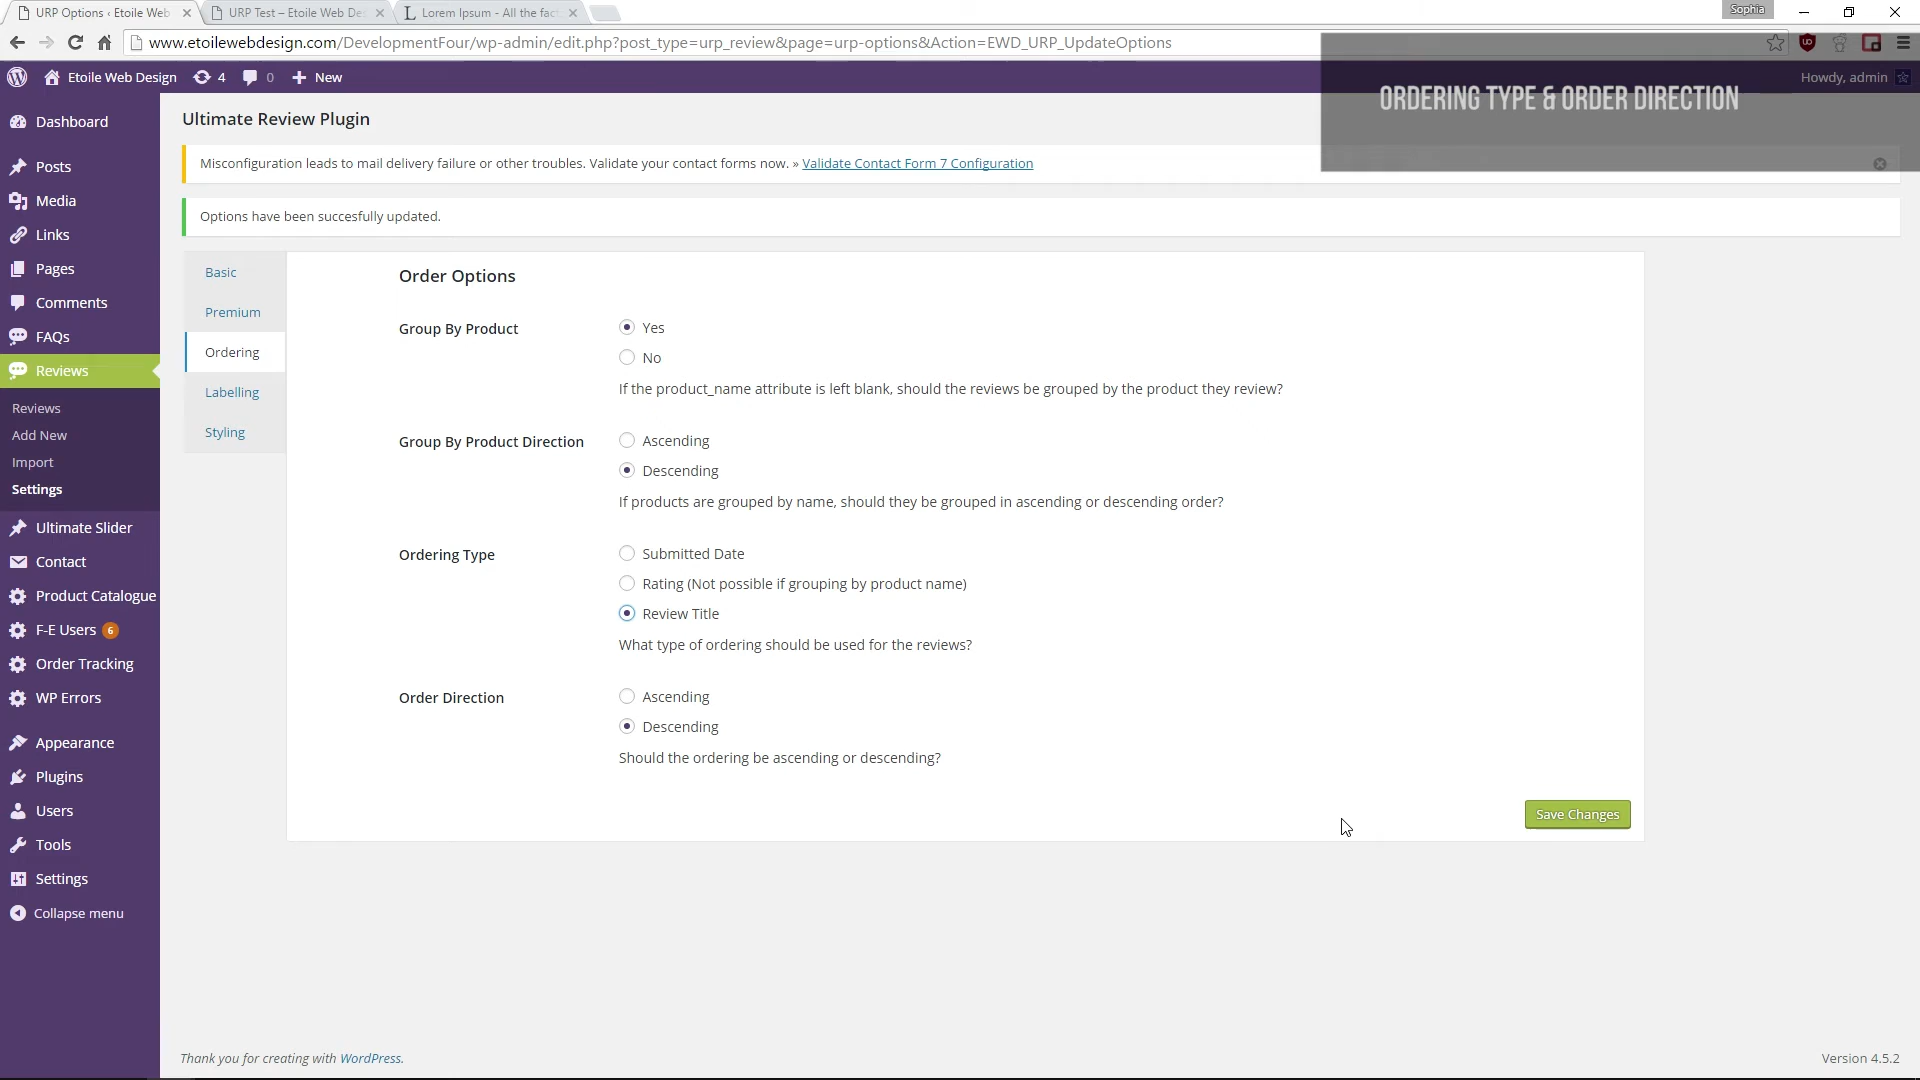 URP Options ‹ Etoile Web
URP Test – Etoile Web De
Lorem Ipsum - All the fac
Sophia
www.etoilewebdesign.com/DevelopmentFour/wp-admin/edit.php?post_type=urp_review&page=urp-options&Action=EWD_URP_UpdateOptions
Etoile Web Design
4
0
New
Howdy, admin
ORDERING TYPE & ORDER DIRECTION
Dashboard
Posts
Media
Links
Pages
Comments
FAQs
Reviews
Reviews
Add New
Import
Settings
Ultimate Slider
Contact
Product Catalogue
F-E Users 6
Order Tracking
WP Errors
Appearance
Plugins
Users
Tools
Settings
Collapse menu
Ultimate Review Plugin
Misconfiguration leads to mail delivery failure or other troubles. Validate your contact forms now. » Validate Contact Form 7 Configuration
Options have been succesfully updated.
Basic
Premium
Ordering
Labelling
Styling
Order Options
Group By Product
Yes
No
If the product_name attribute is left blank, should the reviews be grouped by the product they review?
Group By Product Direction
Ascending
Descending
If products are grouped by name, should they be grouped in ascending or descending order?
Ordering Type
Submitted Date
Rating (Not possible if grouping by product name)
Review Title
What type of ordering should be used for the reviews?
Order Direction
Ascending
Descending
Should the ordering be ascending or descending?
Save Changes
Thank you for creating with WordPress.
Version 4.5.2